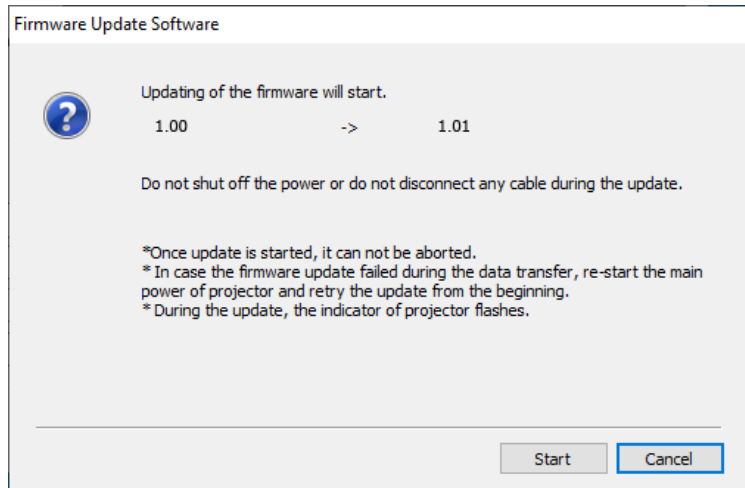 Firmware Update Software
Updating of the firmware will start.
1.00 -> 1.01
Do not shut off the power or do not disconnect any cable during the update.
*Once update is started, it can not be aborted.
* In case the firmware update failed during the data transfer, re-start the main
power of projector and retry the update from the beginning.
* During the update, the indicator of projector flashes.
Start Cancel